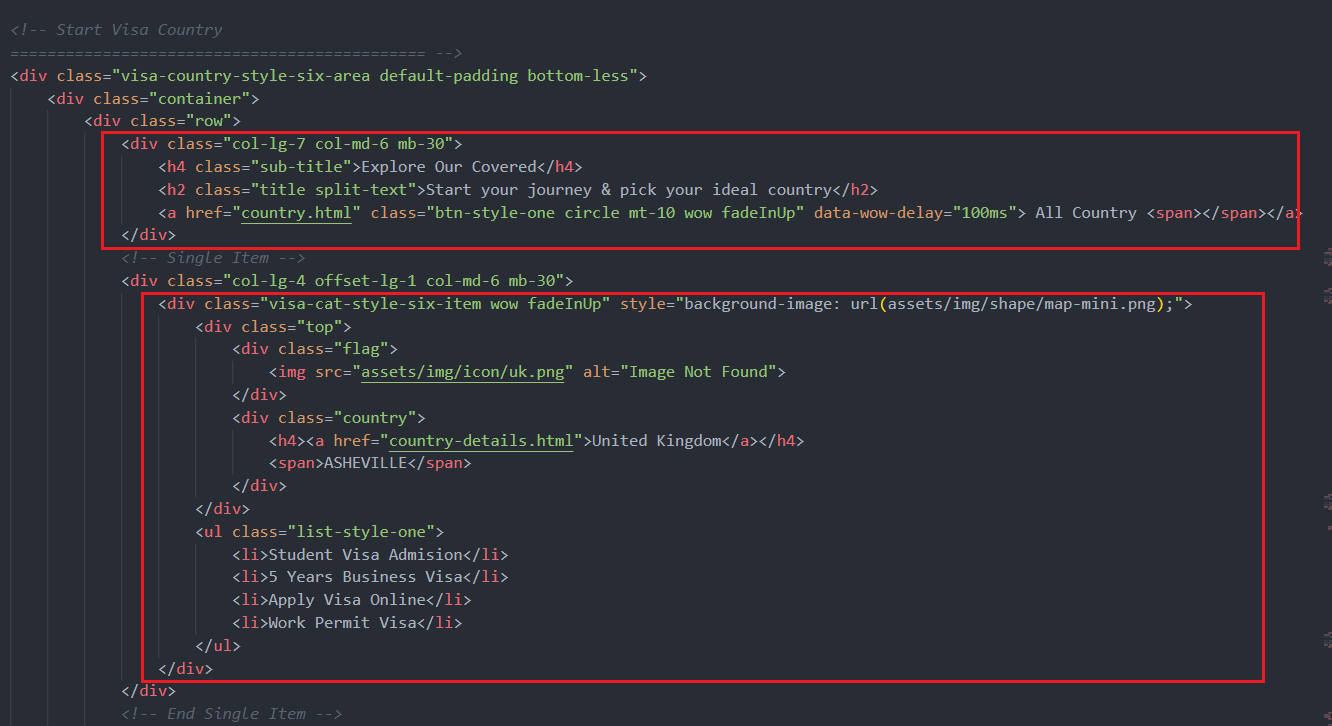 <!-- Start Visa Country
============================================= -->
<div class="visa-country-style-six-area default-padding bottom-less">
<div class="container">
<div class="row">
<div class="col-lg-7 col-md-6 mb-30">
<h4 class="sub-title">Explore Our Covered</h4>
<h2 class="title split-text">Start your journey & pick your ideal country</h2>
<a href="country.html" class="btn-style-one circle mt-10 wow fadeInUp" data-wow-delay="100ms"> All Country <span></span></a>
</div>
<!-- Single Item -->
<div class="col-lg-4 offset-lg-1 col-md-6 mb-30">
<div class="visa-cat-style-six-item wow fadeInUp" style="background-image: url(assets/img/shape/map-mini.png);">
<div class="top">
<div class="flag">
<img src="assets/img/icon/uk.png" alt="Image Not Found">
</div>
<div class="country">
<h4><a href="country-details.html">United Kingdom</a></h4>
<span>ASHEVILLE</span>
</div>
</div>
<ul class="list-style-one">
<li>Student Visa Admision</li>
<li>5 Years Business Visa</li>
<li>Apply Visa Online</li>
<li>Work Permit Visa</li>
</ul>
</div>
</div>
<!-- End Single Item -->